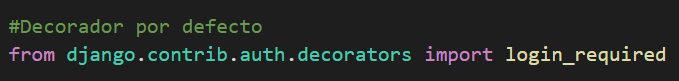 #Decorador por defecto
from django.contrib.auth.decorators import login_required